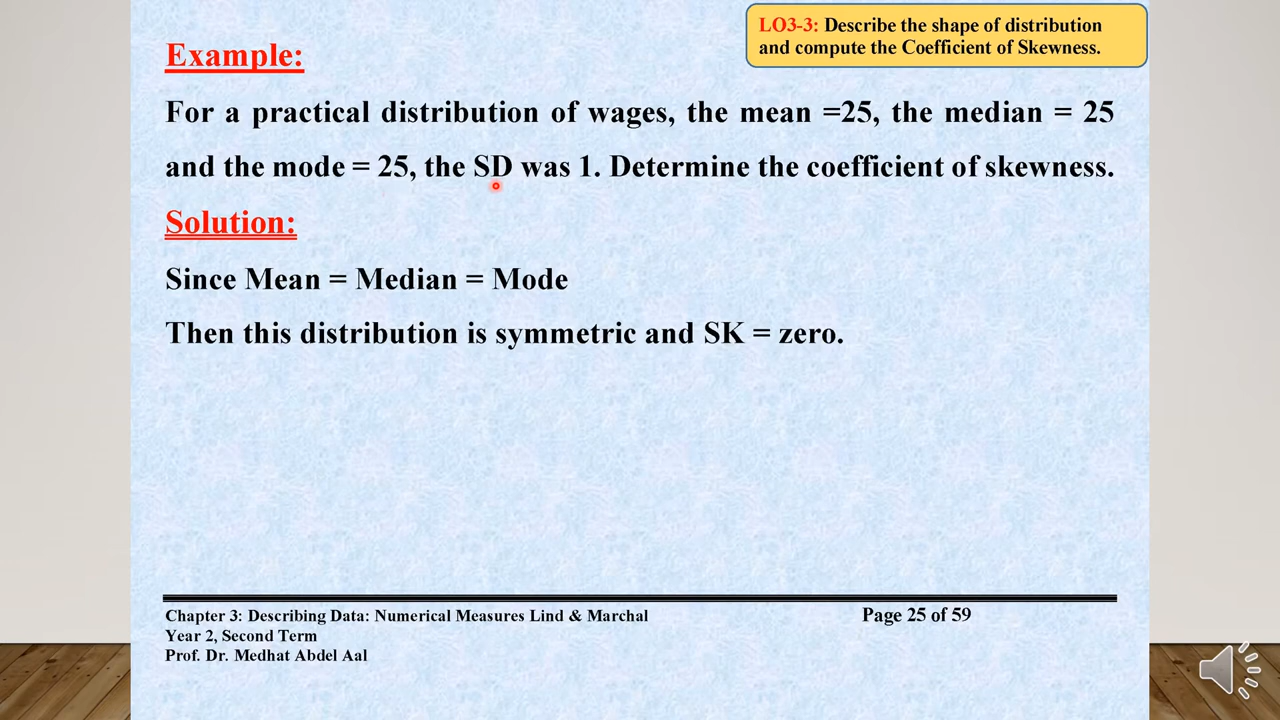 LO3-3: Describe the shape of distribution
and compute the Coefficient of Skewness.
Example:
For a practical distribution of wages, the mean =25, the median = 25
and the mode = 25, the SD was 1. Determine the coefficient of skewness.
Solution:
Since Mean = Median = Mode
Then this distribution is symmetric and SK = zero.
Chapter 3: Describing Data: Numerical Measures Lind & Marchal Page 25 of 59
Year 2, Second Term
Prof. Dr. Medhat Abdel Aal